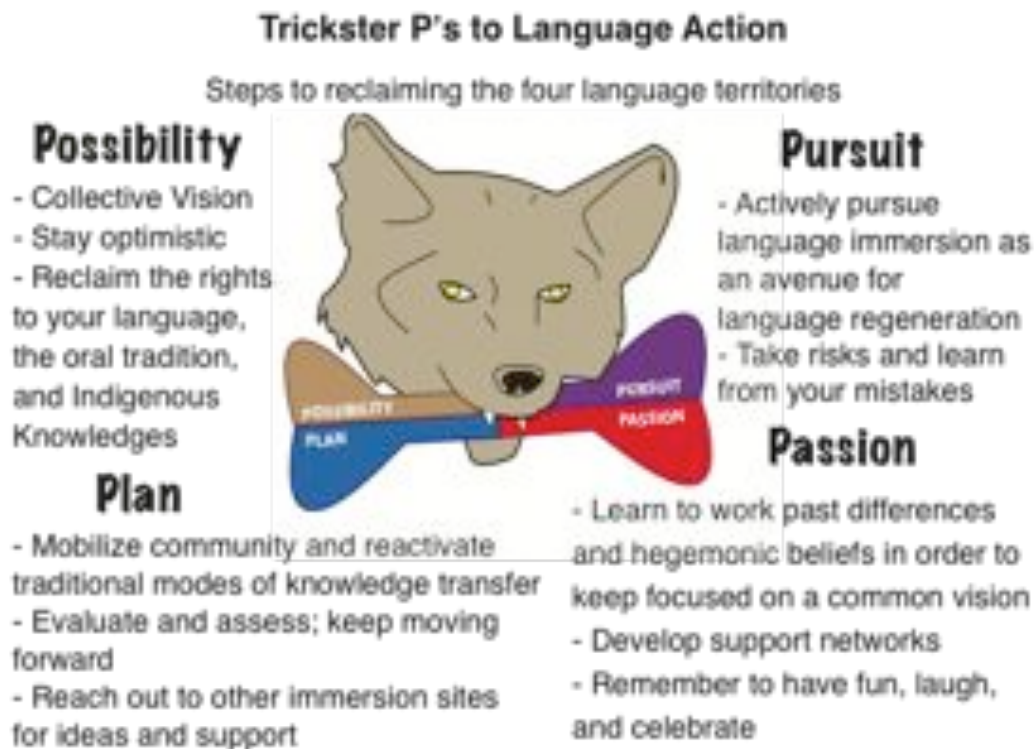 Trickster P's to Language Action
Steps to reclaiming the four language territories
Possibility
- Collective Vision
- Stay optimistic
- Reclaim the rights
to your language,
the oral tradition,
and Indigenous
Knowledges
Plan
- Mobilize community and reactivate
traditional modes of knowledge transfer
- Evaluate and assess; keep moving
forward
- Reach out to other immersion sites
for ideas and support
POSSIBILITY
PLAN
PURSUIT
PASSION
Pursuit
- Actively pursue
language immersion as
an avenue for
language regeneration
- Take risks and learn
from your mistakes
Passion
- Learn to work past differences
and hegemonic beliefs in order to
keep focused on a common vision
- Develop support networks
- Remember to have fun, laugh,
and celebrate